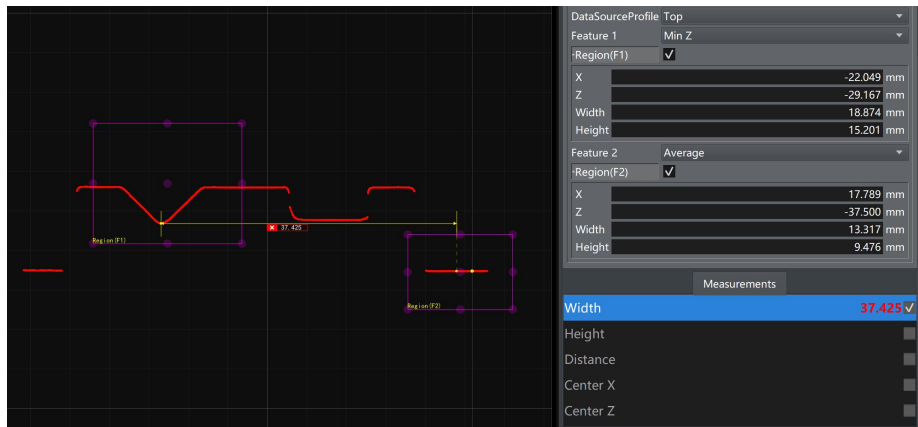 DataSourceProfile Top
Feature 1 Min Z
Region(F1)
X -22.049 mm
Z -29.167 mm
Width 18.874 mm
Height 15.201 mm
Feature 2 Average
Region(F2)
X 17.789 mm
Z -37.500 mm
Width 13.317 mm
Height 9.476 mm
Measurements
Width 37.425
Height
Distance
Center X
Center Z
37.425
Region(F1)
Region(F2)